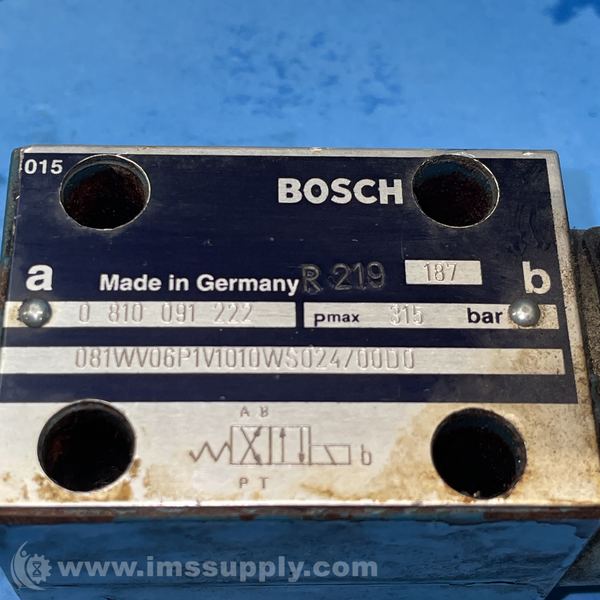 015
BOSCH
a Made in Germany R 219 187 b
0 810 091 222 pmax 315 bar
081WV06P1V1010WS024/00D0
A B
b
P T
© www.imssupply.com